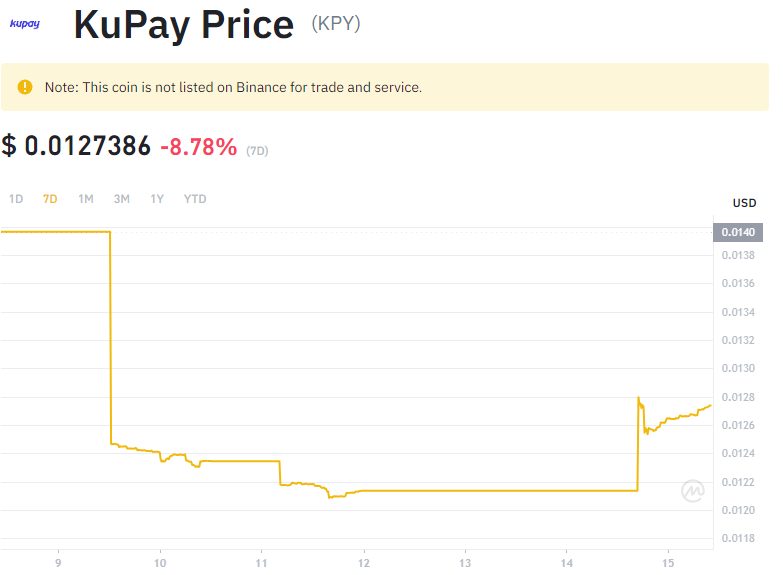 kupay
KuPay Price (KPY)
! Note: This coin is not listed on Binance for trade and service.
$ 0.0127386 -8.78% (7D)
1D 7D 1M 3M 1Y YTD
USD
0.0140
0.0138
0.0136
0.0134
0.0132
0.0130
0.0128
0.0126
0.0124
0.0122
0.0120
0.0118
9 10 11 12 13 14 15